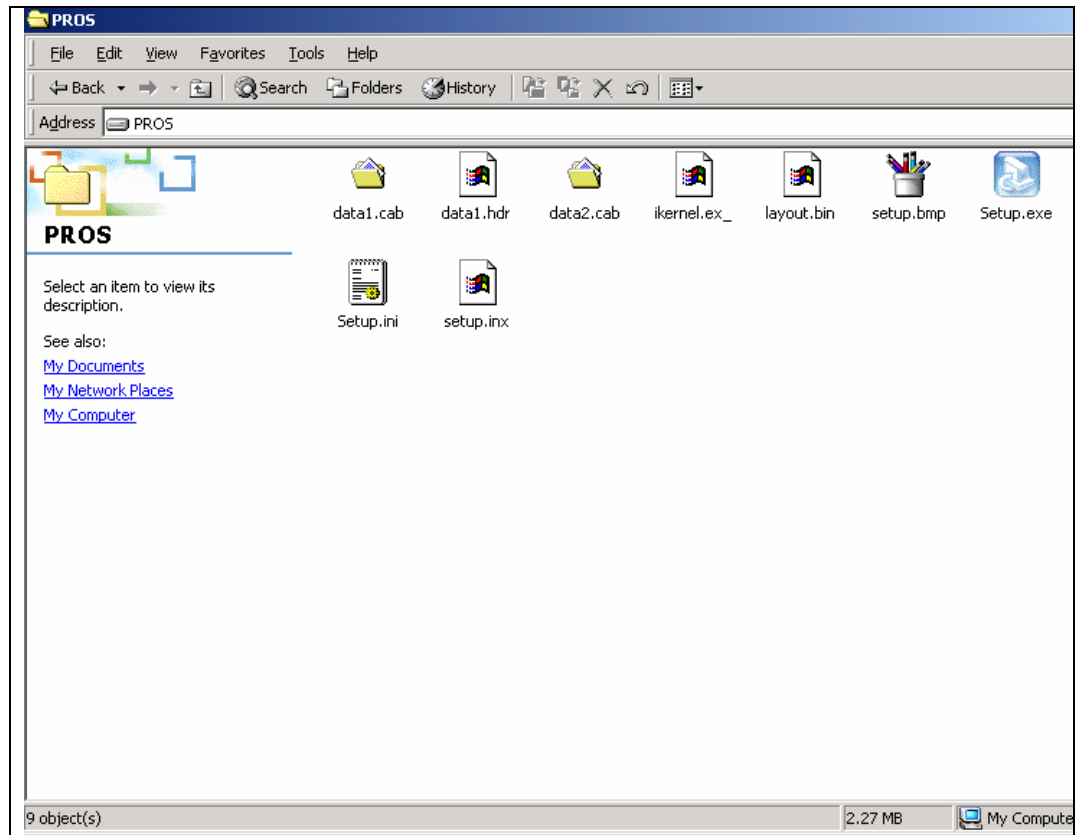 PROS
File Edit View Favorites Tools Help
Back Search Folders History
Address PROS
data1.cab data1.hdr data2.cab ikernel.ex_ layout.bin setup.bmp Setup.exe
PROS
Select an item to view its
description.
Setup.ini setup.inx
See also:
My Documents
My Network Places
My Computer
9 object(s) 2.27 MB My Compute